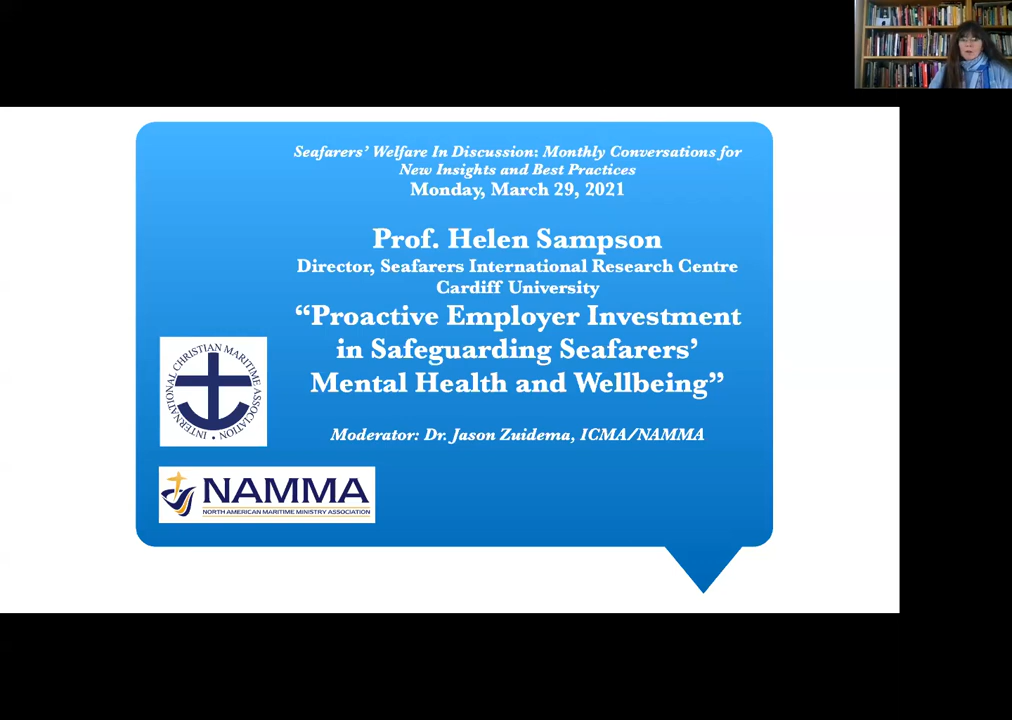 Seafarers' Welfare In Discussion: Monthly Conversations for
New Insights and Best Practices
Monday, March 29, 2021
Prof. Helen Sampson
Director, Seafarers International Research Centre
Cardiff University
“Proactive Employer Investment
in Safeguarding Seafarers’
Mental Health and Wellbeing”
Moderator: Dr. Jason Zuidema, ICMA/NAMMA
INTERNATIONAL CHRISTIAN MARITIME ASSOCIATION
NAMMA
NORTH AMERICAN MARITIME MINISTRY ASSOCIATION